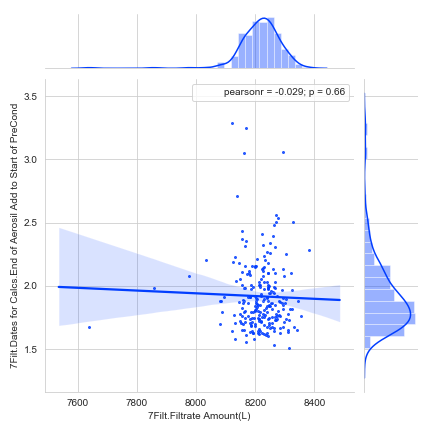 pearsonr = -0.029; p = 0.66
3.5
3.0
2.5
2.0
1.5
7Filt.Dates for Calcs.End of Aerosil Add to Start of PreCond
7600 7800 8000 8200 8400
7Filt.Filtrate Amount(L)